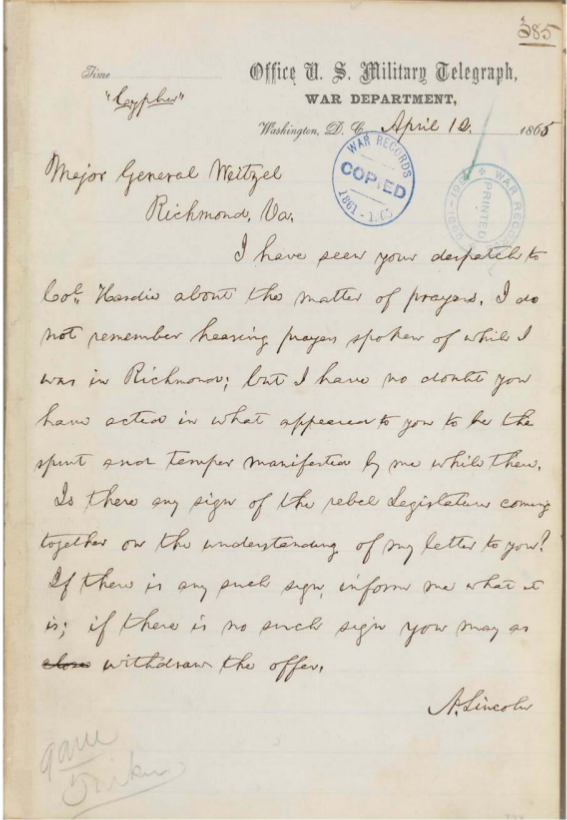 385
Time
Office U. S. Military Telegraph,
"Cypher"
WAR DEPARTMENT,
Washington, D. C. April 12. 1865
WAR RECORDS
COPIED
1861-1865
WAR RECORDS
PRINTED
Major General Weitzel
Richmond, Va.
I have seen your despatch to
Col. Hardie about the matter of prayers. I do
not remember hearing prayers spoken of while I
was in Richmond; but I have no doubt you
have acted in what appeared to you to be the
spirit and temper manifested by me while there.
Is there any sign of the rebel Legislature coming
together on the understanding of my letter to you?
If there is any such sign, inform me what it
is; if there is no such sign you may as
withdraw the offer.
A. Lincoln